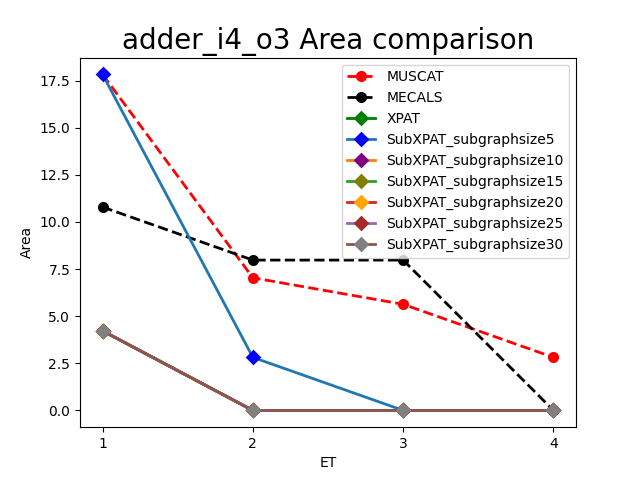 adder_i4_o3 Area comparison
MUSCAT
MECALS
XPAT
SubXPAT_subgraphsize5
SubXPAT_subgraphsize10
SubXPAT_subgraphsize15
SubXPAT_subgraphsize20
SubXPAT_subgraphsize25
SubXPAT_subgraphsize30
17.5
15.0
12.5
10.0
7.5
5.0
2.5
0.0
Area
1 2 3 4
ET